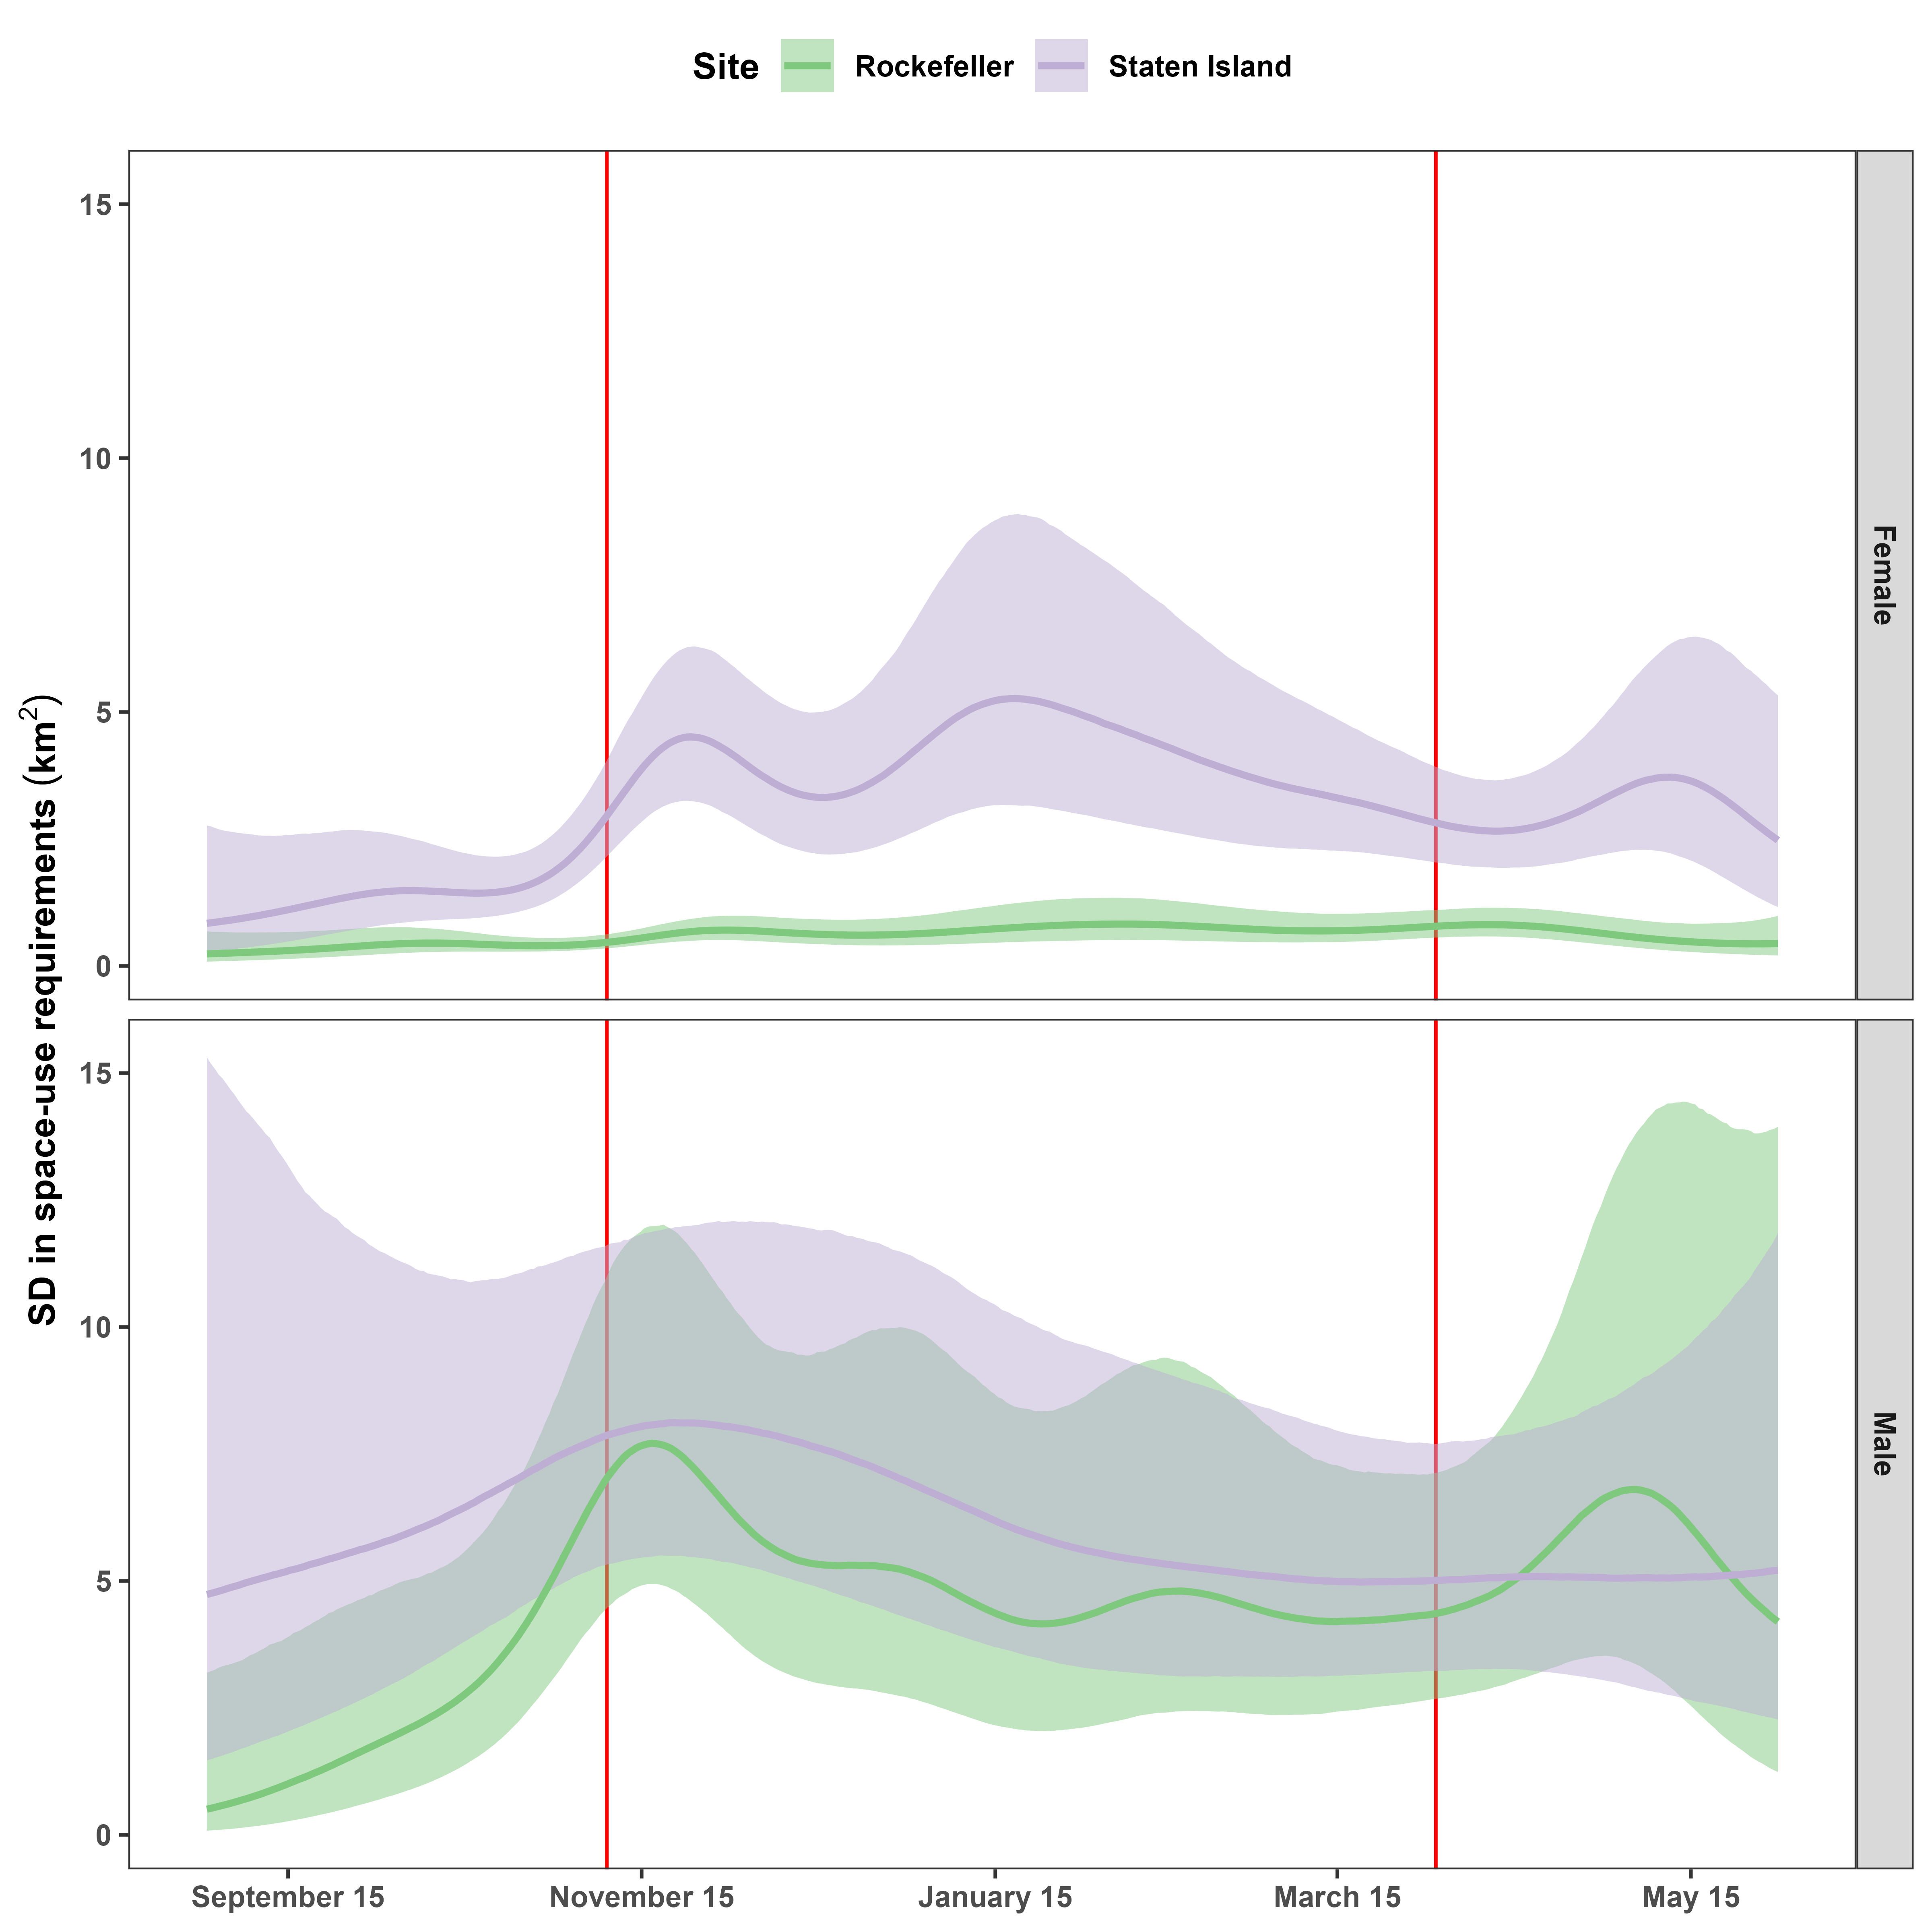 Site Rockefeller Staten Island
SD in space-use requirements (km²)
15
10
5
0
Female
15
10
5
0
Male
September 15 November 15 January 15 March 15 May 15